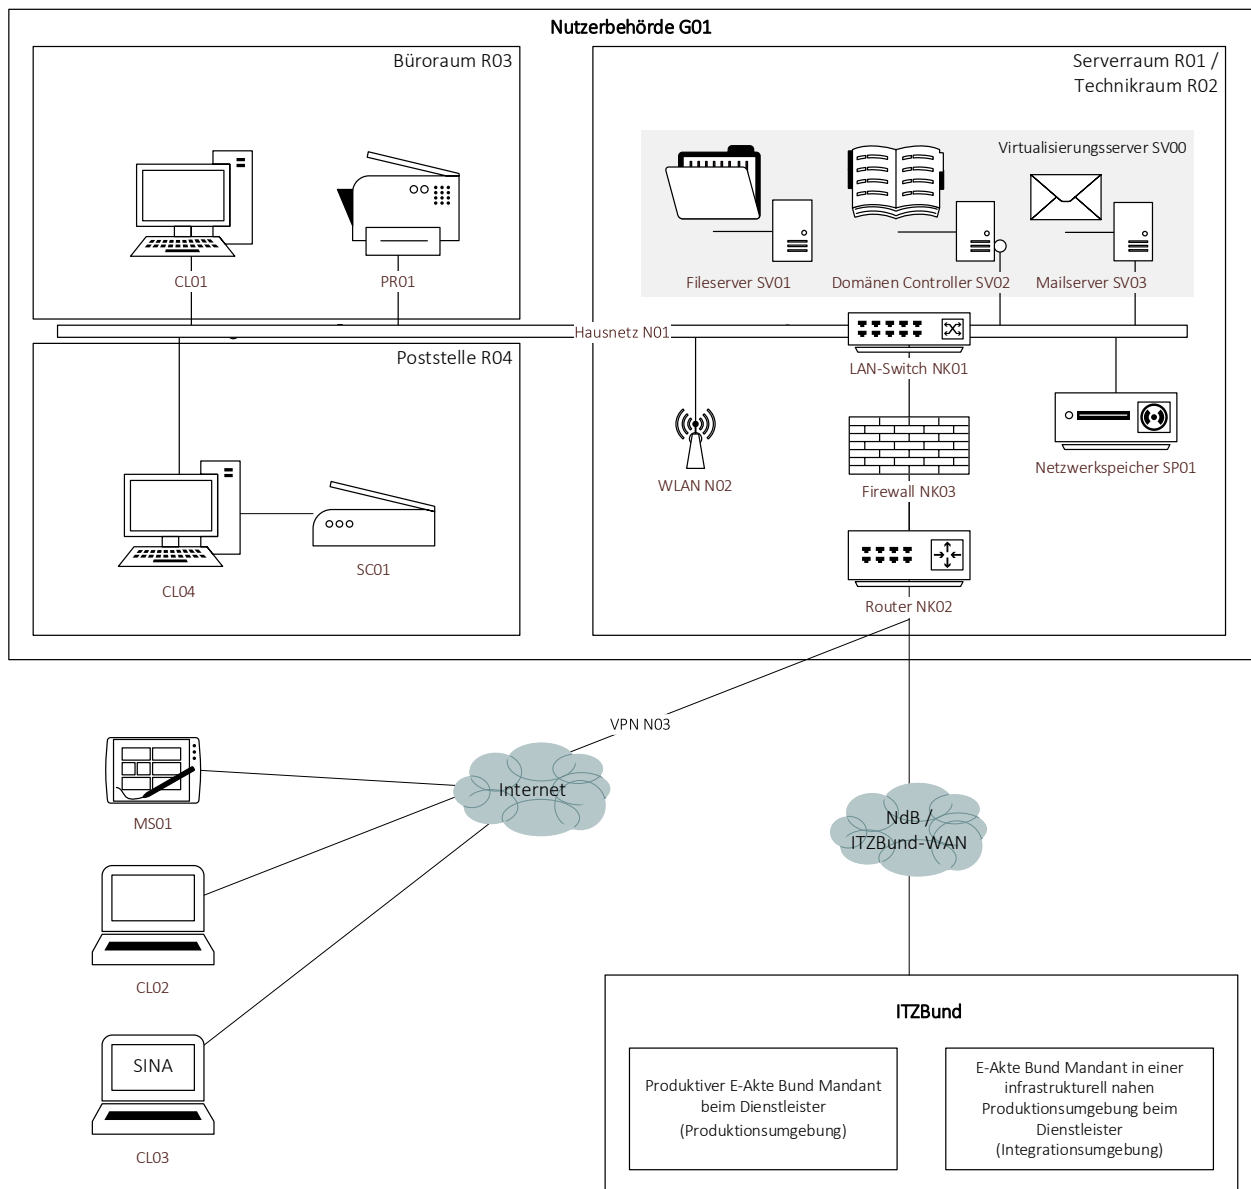 Nutzerbehörde G01
Büroraum R03
CL01
PR01
Serverraum R01 /
Technikraum R02
Virtualisierungsserver SV00
Fileserver SV01
Domänen Controller SV02
Mailserver SV03
Hausnetz N01
LAN-Switch NK01
Poststelle R04
CL04
SC01
WLAN N02
Firewall NK03
Netzwerkspeicher SP01
Router NK02
VPN N03
MS01
Internet
NdB /
ITZBund-WAN
CL02
SINA
CL03
ITZBund
Produktiver E-Akte Bund Mandant
beim Dienstleister
(Produktionsumgebung)
E-Akte Bund Mandant in einer
infrastrukturell nahen
Produktionsumgebung beim
Dienstleister
(Integrationsumgebung)